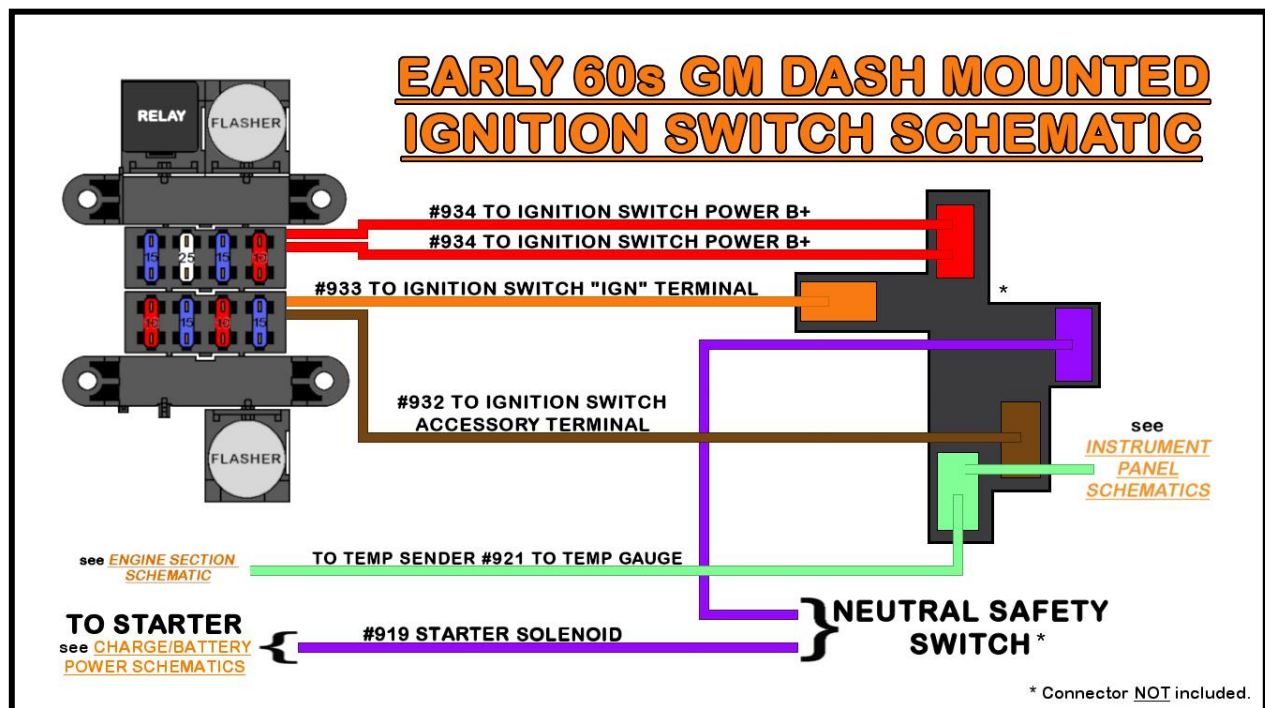 EARLY 60s GM DASH MOUNTED
IGNITION SWITCH SCHEMATIC
RELAY
FLASHER
15
25
15
10
10
15
10
15
FLASHER
#934 TO IGNITION SWITCH POWER B+
#934 TO IGNITION SWITCH POWER B+
#933 TO IGNITION SWITCH "IGN" TERMINAL
*
#932 TO IGNITION SWITCH
ACCESSORY TERMINAL
see
INSTRUMENT
PANEL
SCHEMATICS
see ENGINE SECTION
SCHEMATIC
TO TEMP SENDER #921 TO TEMP GAUGE
TO STARTER
see CHARGE/BATTERY
POWER SCHEMATICS
{
#919 STARTER SOLENOID
}
NEUTRAL SAFETY
SWITCH *
* Connector NOT included.